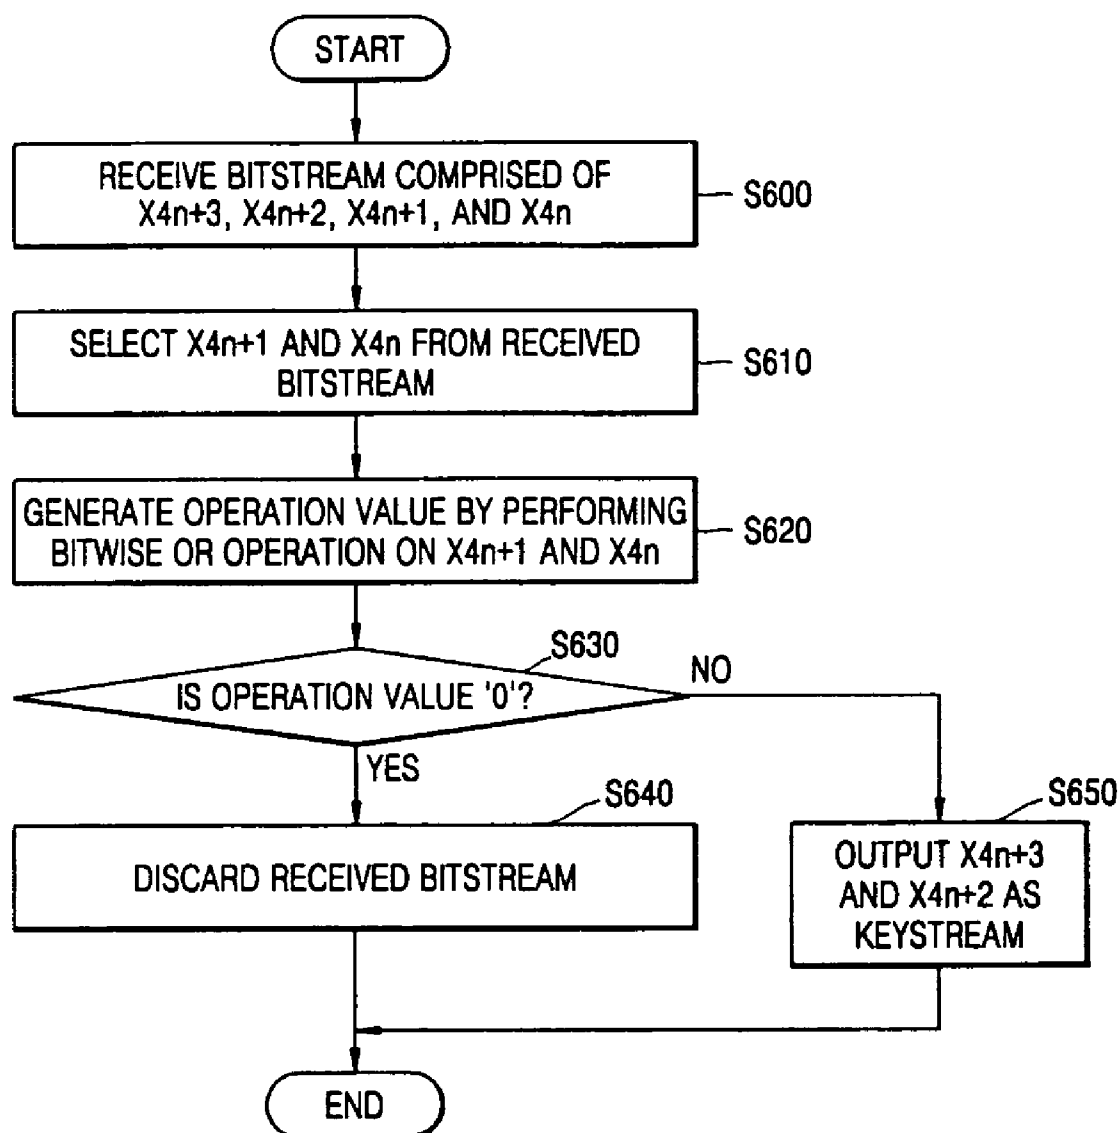 START
RECEIVE BITSTREAM COMPRISED OF
X4n+3, X4n+2, X4n+1, AND X4n
S600
SELECT X4n+1 AND X4n FROM RECEIVED
BITSTREAM
S610
GENERATE OPERATION VALUE BY PERFORMING
BITWISE OR OPERATION ON X4n+1 AND X4n
S620
S630
IS OPERATION VALUE '0'?
NO
YES
S640
DISCARD RECEIVED BITSTREAM
S650
OUTPUT X4n+3
AND X4n+2 AS
KEYSTREAM
END